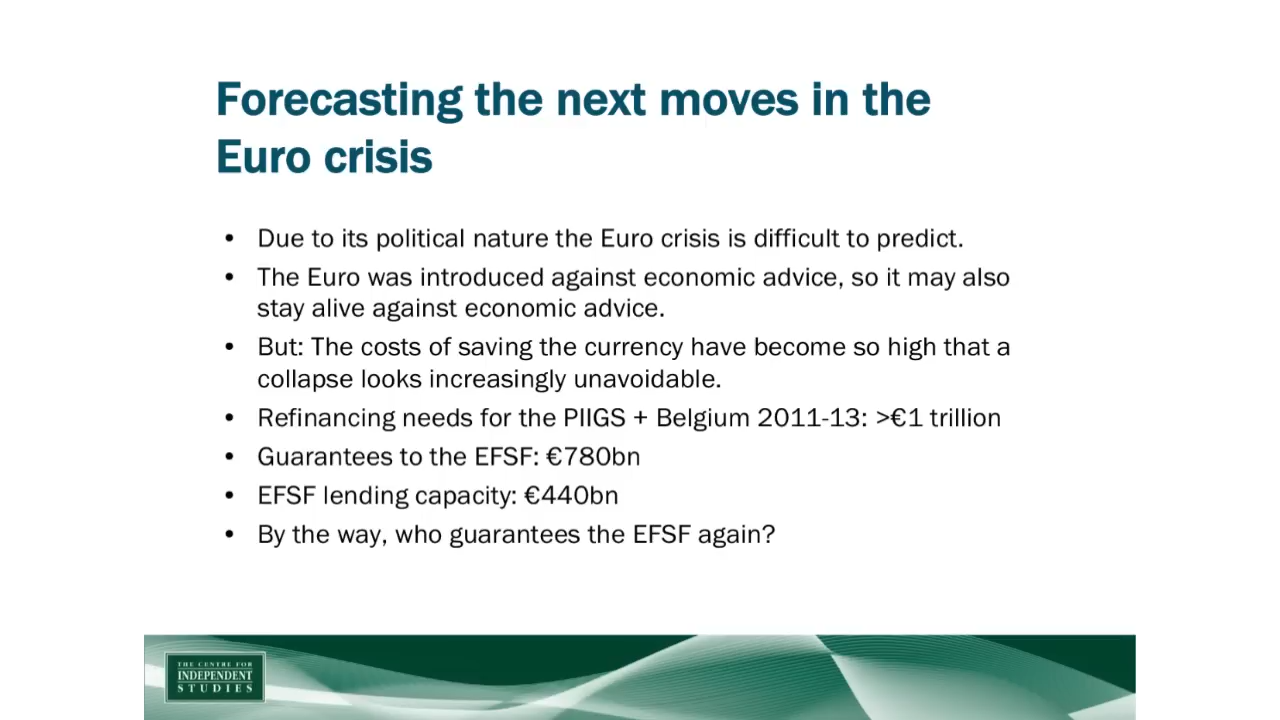 Forecasting the next moves in the
Euro crisis
• Due to its political nature the Euro crisis is difficult to predict.
• The Euro was introduced against economic advice, so it may also
stay alive against economic advice.
• But: The costs of saving the currency have become so high that a
collapse looks increasingly unavoidable.
• Refinancing needs for the PIIGS + Belgium 2011-13: >€1 trillion
• Guarantees to the EFSF: €780bn
• EFSF lending capacity: €440bn
• By the way, who guarantees the EFSF again?
THE CENTRE FOR
INDEPENDENT
STUDIES